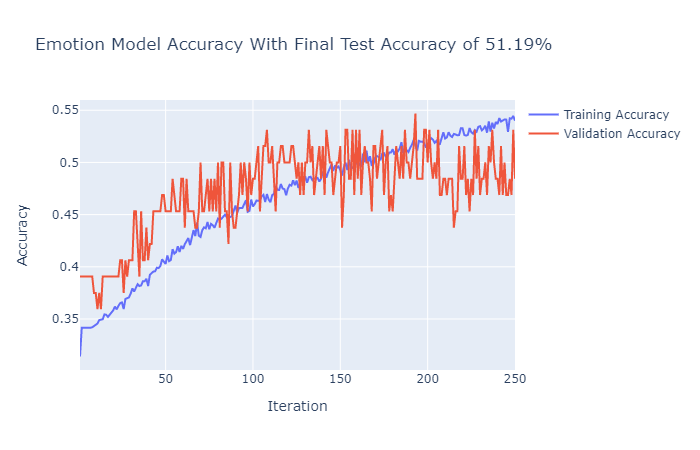 Emotion Model Accuracy With Final Test Accuracy of 51.19%
0.55
0.5
0.45
0.4
0.35
Accuracy
50
100
150
200
250
Iteration
Training Accuracy
Validation Accuracy